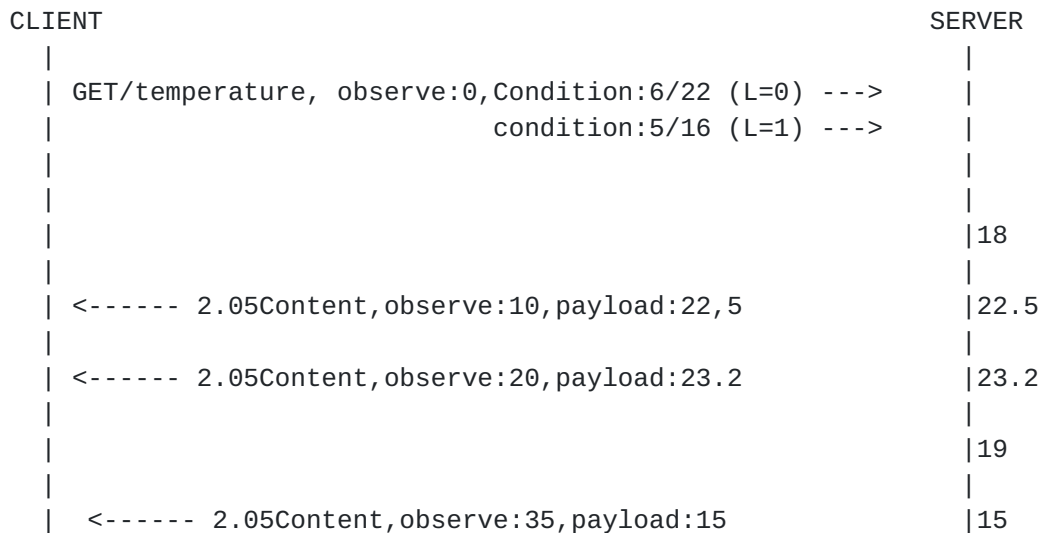 CLIENT SERVER
GET/temperature, observe:0,Condition:6/22 (L=0) --->
condition:5/16 (L=1) --->
18
<------ 2.05Content,observe:10,payload:22,5 22.5
<------ 2.05Content,observe:20,payload:23.2 23.2
19
<------ 2.05Content,observe:35,payload:15 15